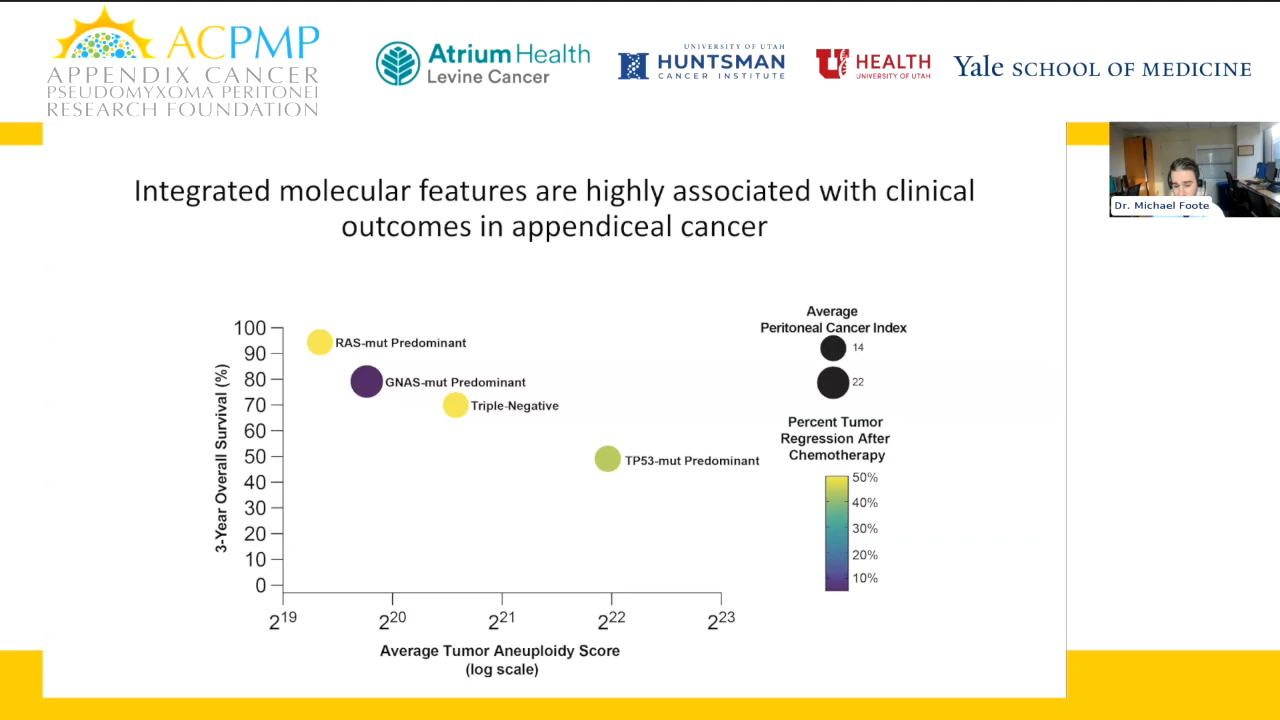 ACPMP
APPENDIX CANCER
PSEUDOMYXOMA PERITONEI
RESEARCH FOUNDATION
Atrium Health
Levine Cancer
UNIVERSITY OF UTAH
HUNTSMAN
CANCER INSTITUTE
U HEALTH
UNIVERSITY OF UTAH
Yale SCHOOL OF MEDICINE
Dr. Michael Foote
Integrated molecular features are highly associated with clinical
outcomes in appendiceal cancer
3-Year Overall Survival (%)
100
90
80
70
60
50
40
30
20
10
0
RAS-mut Predominant
GNAS-mut Predominant
Triple-Negative
TP53-mut Predominant
2^19
2^20
2^21
2^22
2^23
Average Tumor Aneuploidy Score
(log scale)
Average
Peritoneal Cancer Index
14
22
Percent Tumor
Regression After
Chemotherapy
50%
40%
30%
20%
10%